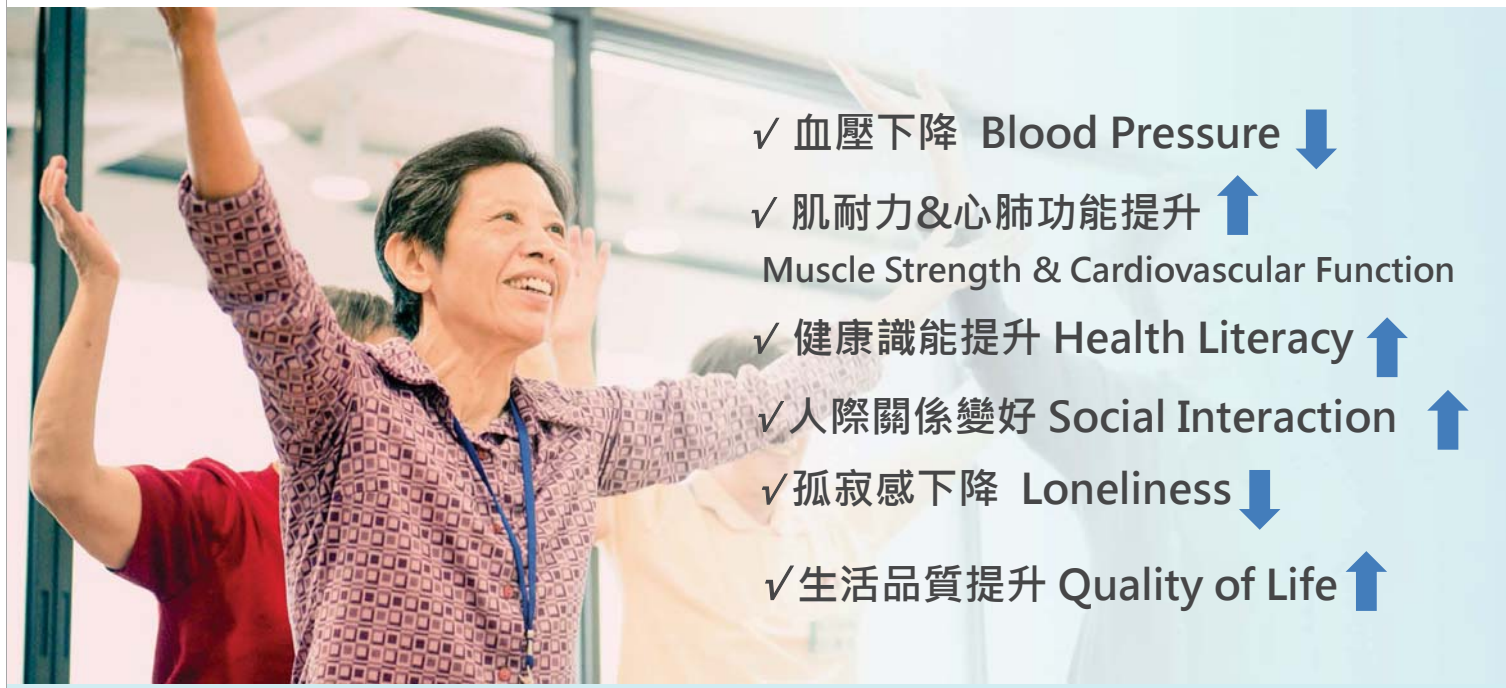 √ 血壓下降 Blood Pressure
√ 肌耐力&心肺功能提升
Muscle Strength & Cardiovascular Function
√ 健康識能提升 Health Literacy
√人際關係變好 Social Interaction
√孤寂感下降 Loneliness
√生活品質提升 Quality of Life